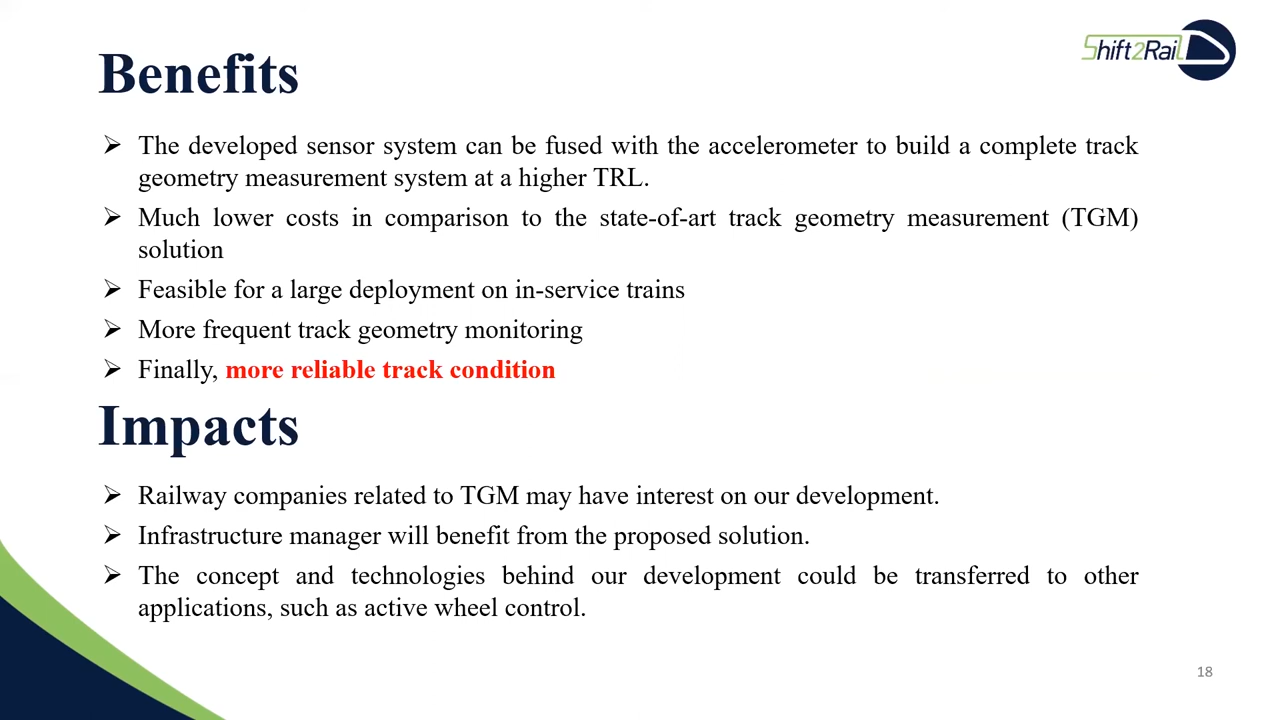 Shift2Rail
Benefits
➢ The developed sensor system can be fused with the accelerometer to build a complete track
geometry measurement system at a higher TRL.
➢ Much lower costs in comparison to the state-of-art track geometry measurement (TGM)
solution
➢ Feasible for a large deployment on in-service trains
➢ More frequent track geometry monitoring
➢ Finally, more reliable track condition
Impacts
➢ Railway companies related to TGM may have interest on our development.
➢ Infrastructure manager will benefit from the proposed solution.
➢ The concept and technologies behind our development could be transferred to other
applications, such as active wheel control.
18